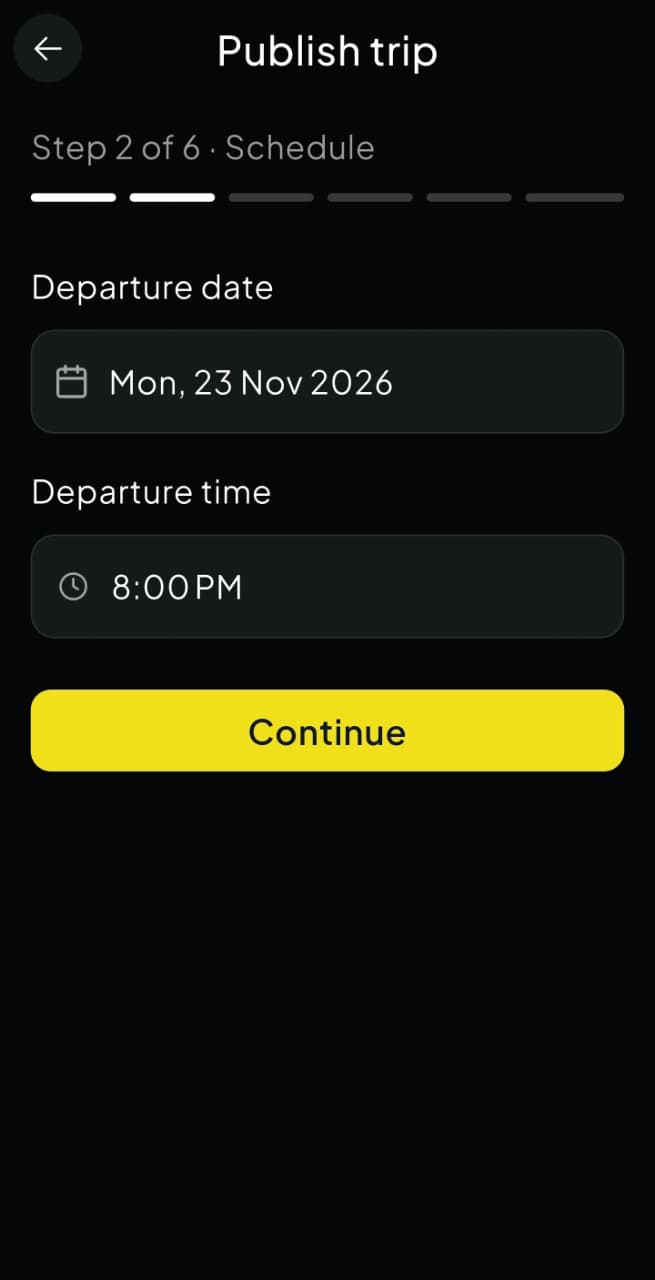 Publish trip
Step 2 of 6 · Schedule
Departure date
Mon, 23 Nov 2026
Departure time
8:00 PM
Continue